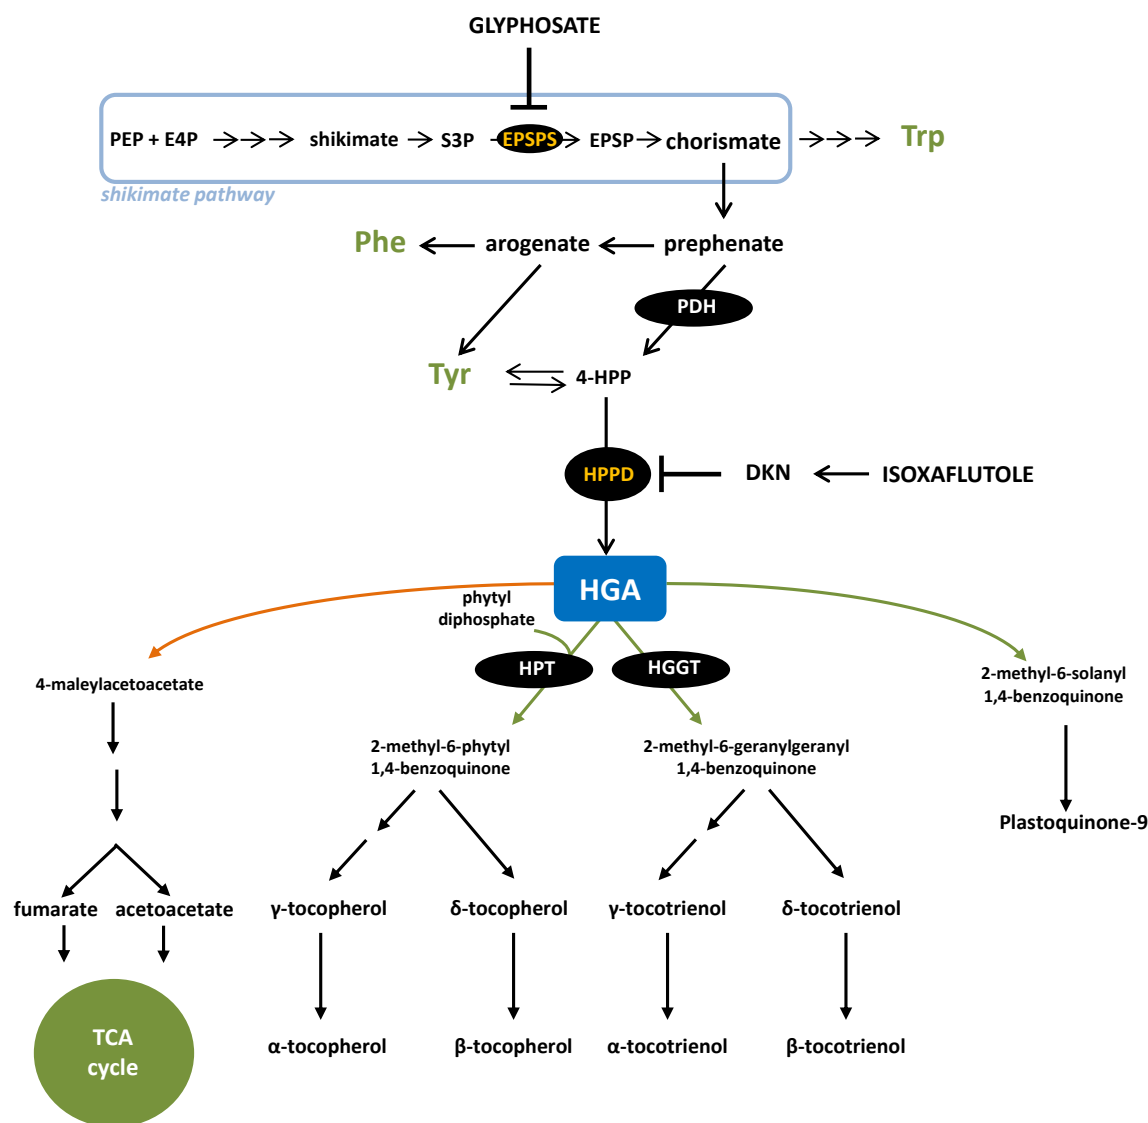 GLYPHOSATE
PEP + E4P shikimate S3P EPSPS EPSP chorismate Trp
shikimate pathway
Phe arogenate prephenate
PDH
Tyr 4-HPP
HPPD DKN ISOXAFLUTOLE
HGA
phytyl
diphosphate
HPT HGGT
4-maleylacetoacetate
2-methyl-6-solanyl
1,4-benzoquinone
2-methyl-6-phytyl
1,4-benzoquinone
2-methyl-6-geranylgeranyl
1,4-benzoquinone
Plastoquinone-9
fumarate acetoacetate γ-tocopherol δ-tocopherol γ-tocotrienol δ-tocotrienol
TCA
cycle
α-tocopherol β-tocopherol α-tocotrienol β-tocotrienol